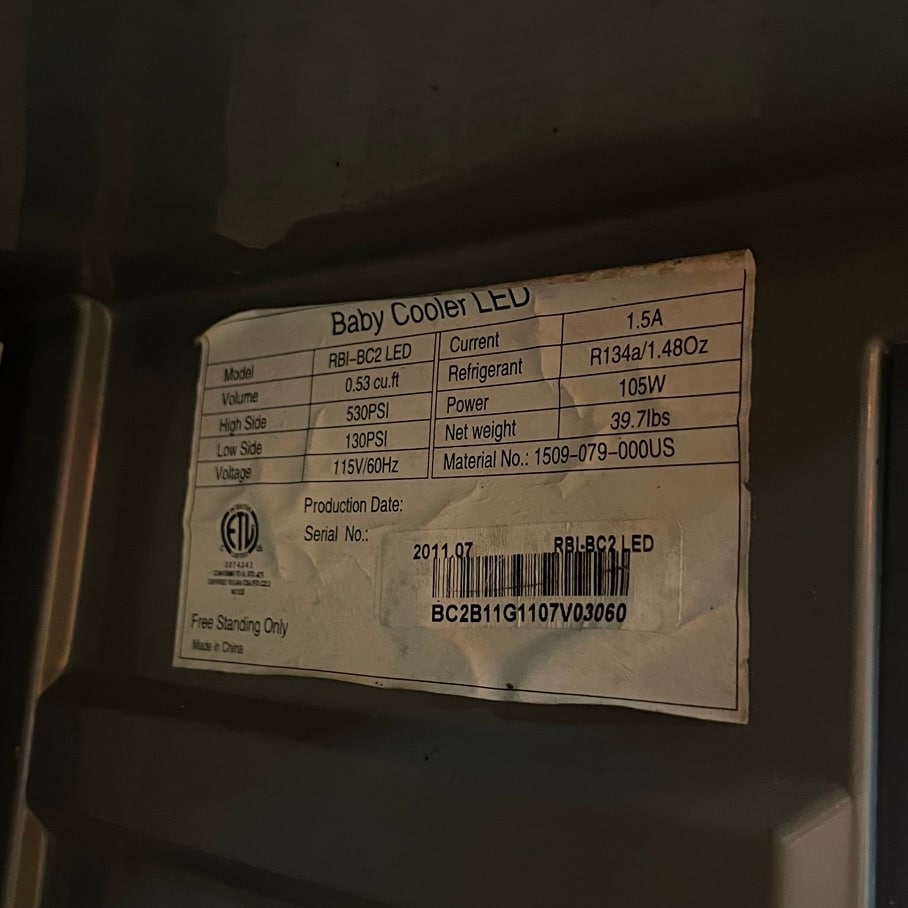 Baby Cooler LED
Model RBI-BC2 LED Current 1.5A
Volume 0.53 cu.ft Refrigerant R134a/1.48Oz
High Side 530PSI Power 105W
Low Side 130PSI Net weight 39.7lbs
Voltage 115V/60Hz Material No.: 1509-079-000US
Production Date:
Serial No.:
2011.07 RBI-BC2 LED
BC2B11G1107V03060
ETL
Free Standing Only
Made in China